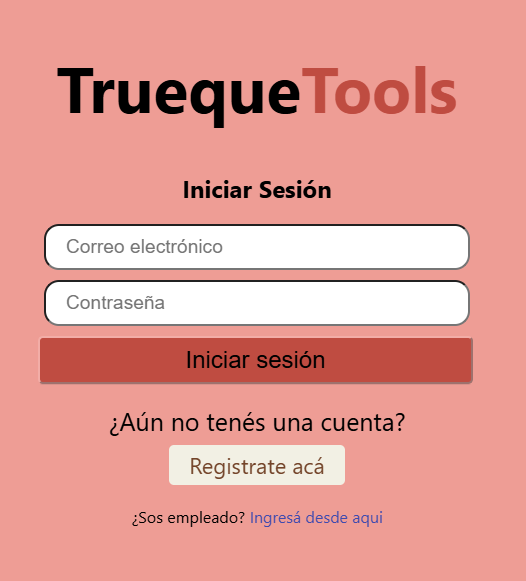 TruequeTools
Iniciar Sesión
Correo electrónico
Contraseña
Iniciar sesión
¿Aún no tenés una cuenta?
Registrate acá
¿Sos empleado? Ingresá desde aqui